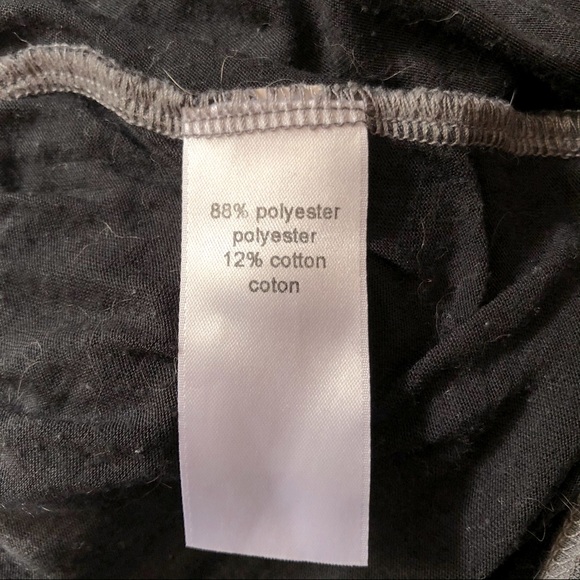 88% polyester
polyester
12% cotton
coton